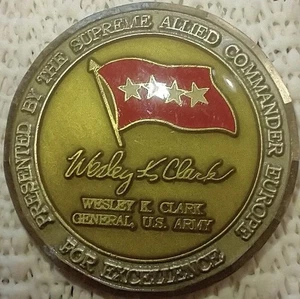 PRESENTED BY THE SUPREME ALLIED COMMANDER EUROPE
Wesley K. Clark
WESLEY K. CLARK
GENERAL, U.S. ARMY
FOR EXCELLENCE